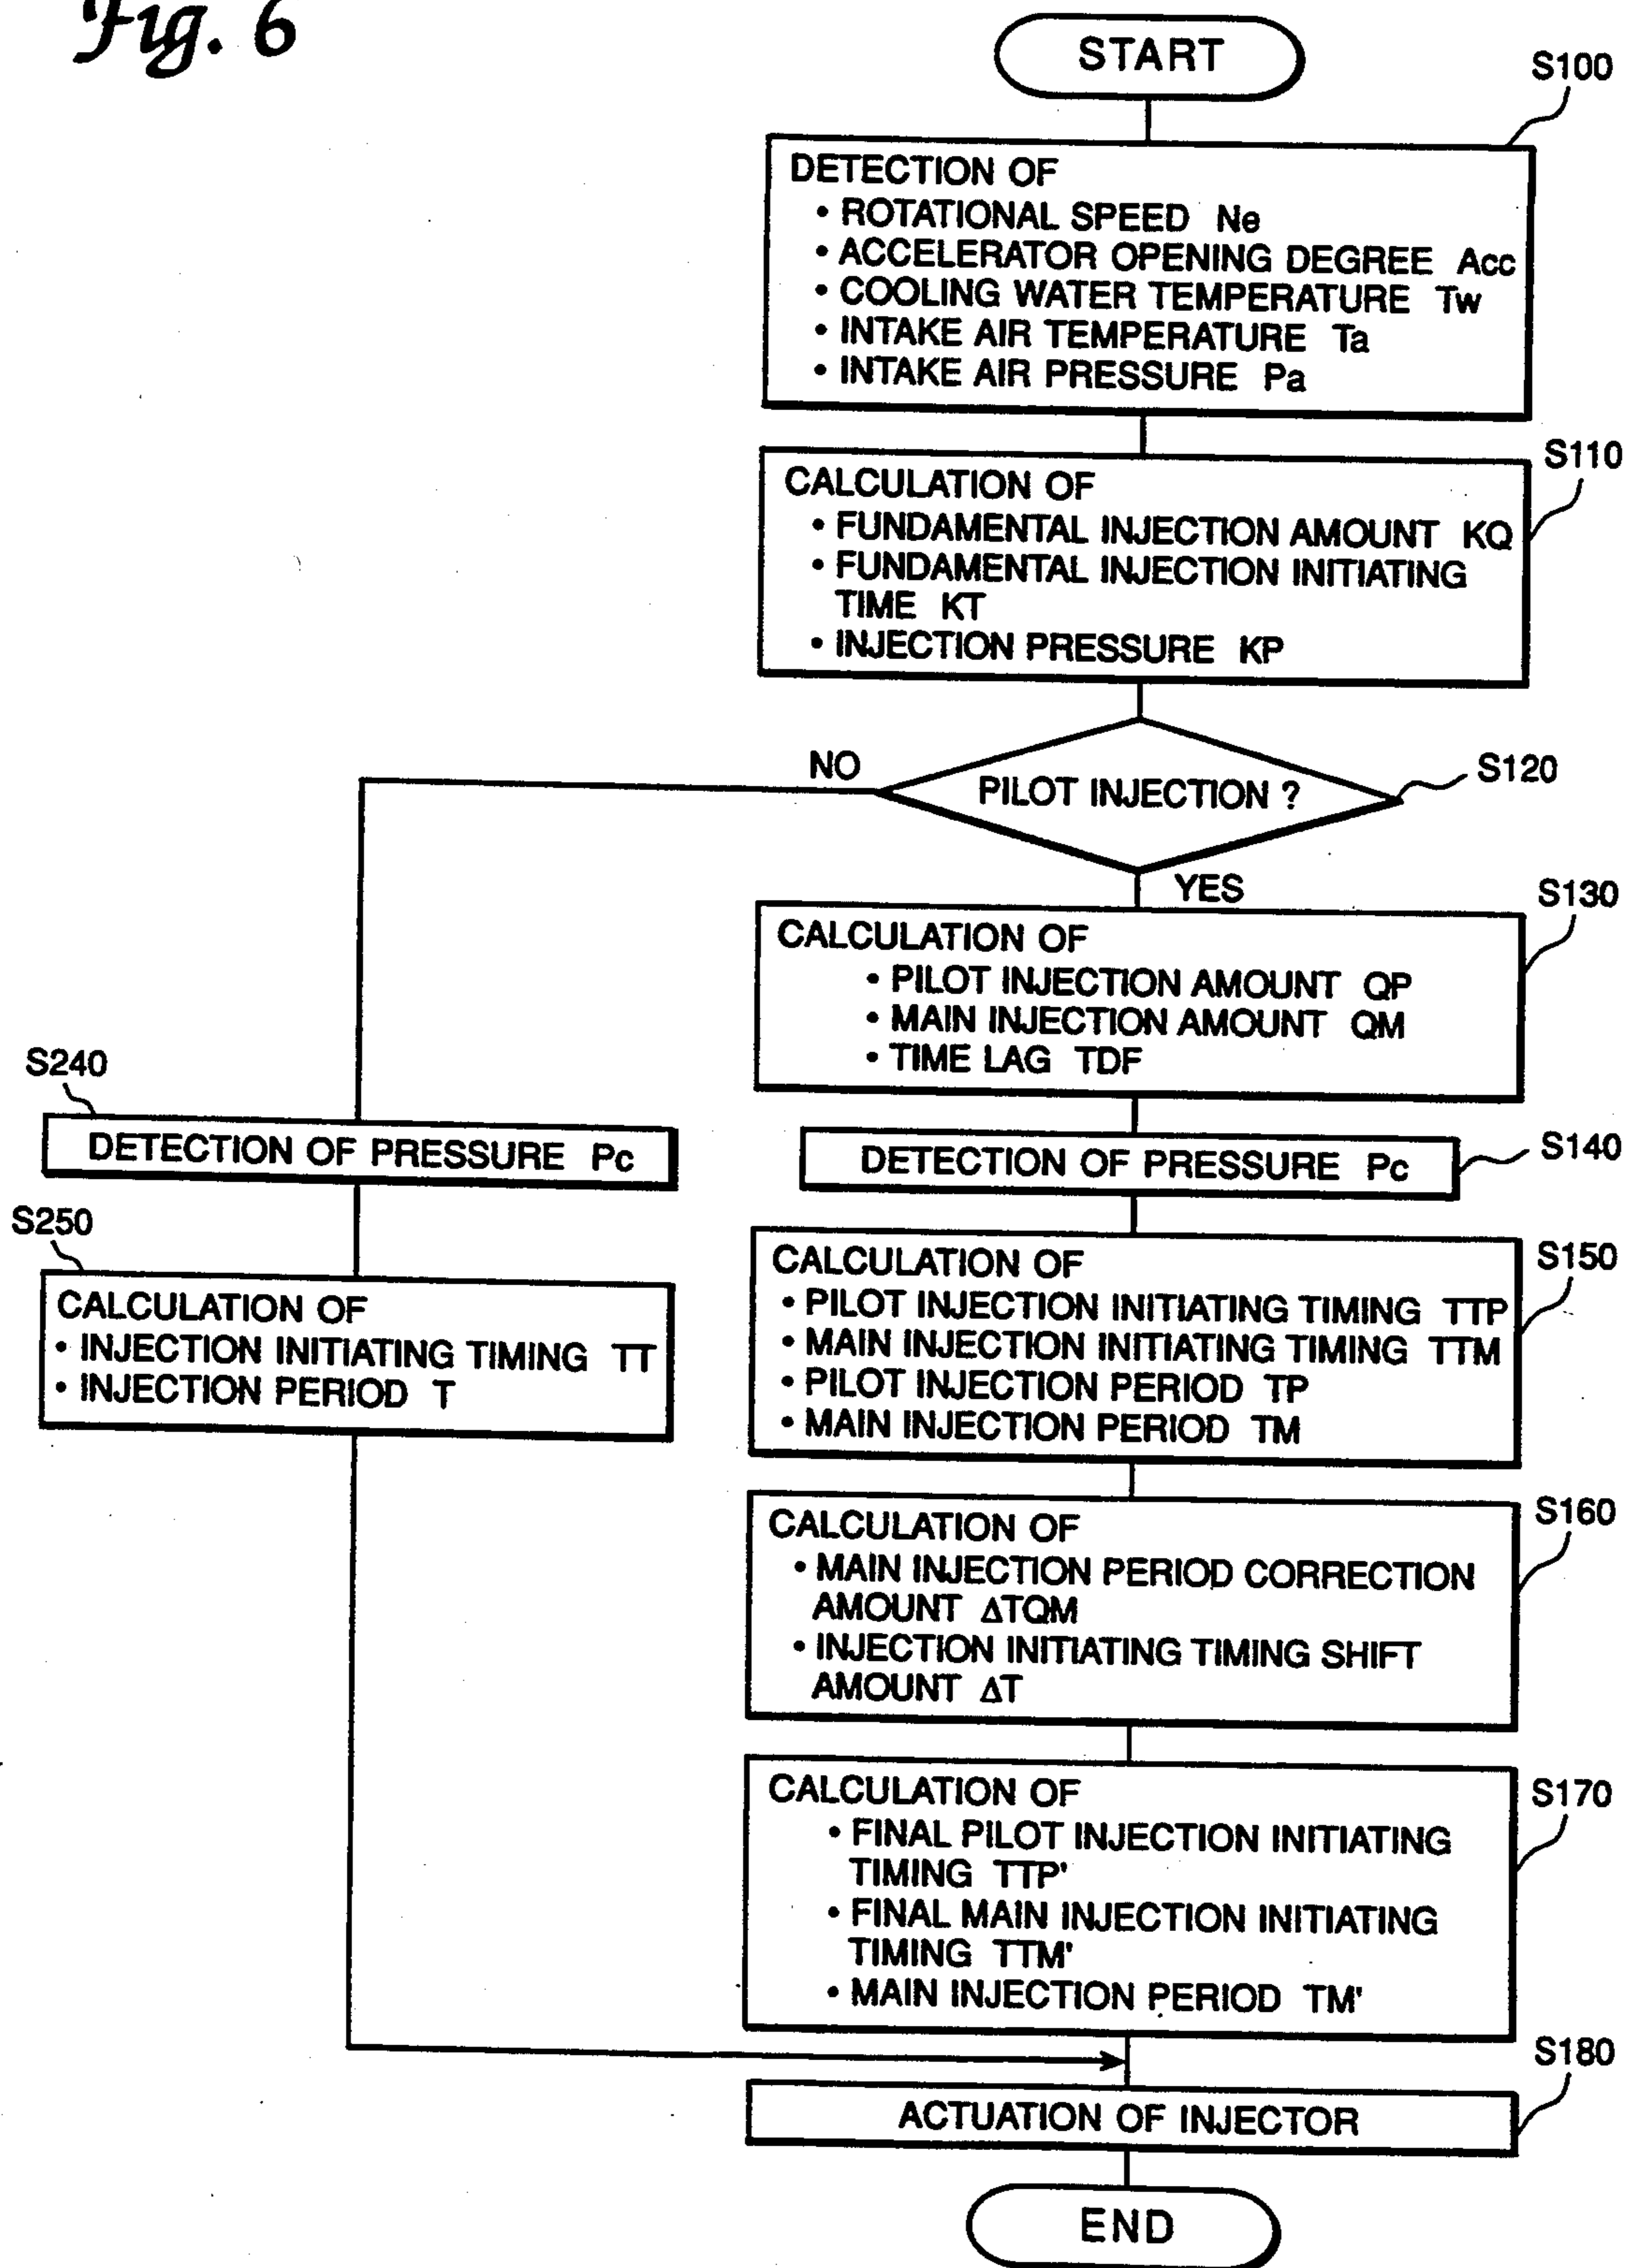 Fig. 6
START
S100
DETECTION OF
• ROTATIONAL SPEED Ne
• ACCELERATOR OPENING DEGREE Acc
• COOLING WATER TEMPERATURE Tw
• INTAKE AIR TEMPERATURE Ta
• INTAKE AIR PRESSURE Pa
S110
CALCULATION OF
• FUNDAMENTAL INJECTION AMOUNT KQ
• FUNDAMENTAL INJECTION INITIATING
TIME KT
• INJECTION PRESSURE KP
NO
PILOT INJECTION ?
S120
YES
S130
CALCULATION OF
• PILOT INJECTION AMOUNT QP
• MAIN INJECTION AMOUNT QM
• TIME LAG TDF
S240
DETECTION OF PRESSURE Pc
S140
DETECTION OF PRESSURE Pc
S250
CALCULATION OF
• INJECTION INITIATING TIMING TT
• INJECTION PERIOD T
S150
CALCULATION OF
• PILOT INJECTION INITIATING TIMING TTP
• MAIN INJECTION INITIATING TIMING TTM
• PILOT INJECTION PERIOD TP
• MAIN INJECTION PERIOD TM
S160
CALCULATION OF
• MAIN INJECTION PERIOD CORRECTION
AMOUNT ΔTQM
• INJECTION INITIATING TIMING SHIFT
AMOUNT ΔT
S170
CALCULATION OF
• FINAL PILOT INJECTION INITIATING
TIMING TTP'
• FINAL MAIN INJECTION INITIATING
TIMING TTM'
• MAIN INJECTION PERIOD TM'
S180
ACTUATION OF INJECTOR
END